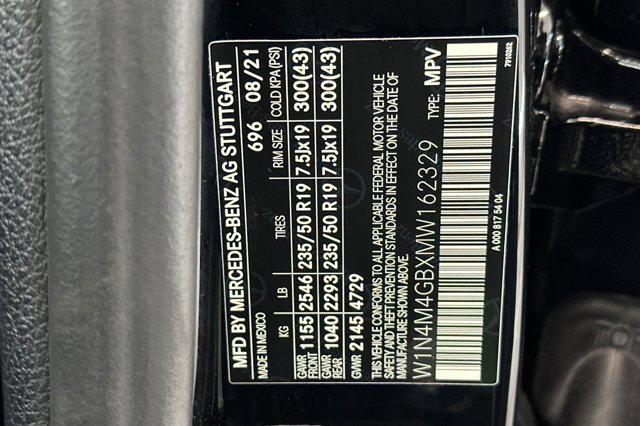 MFD BY MERCEDES-BENZ AG STUTTGART
MADE IN MEXICO 696 08/21
KG LB TIRES RIM SIZE COLD KPA (PSI)
GAWR FRONT 1155 2546 235/50 R19 7.5Jx19 300(43)
GAWR REAR 1040 2293 235/50 R19 7.5Jx19 300(43)
GVWR 2145 4729
THIS VEHICLE CONFORMS TO ALL APPLICABLE FEDERAL MOTOR VEHICLE
SAFETY AND THEFT PREVENTION STANDARDS IN EFFECT ON THE DATE OF
MANUFACTURE SHOWN ABOVE.
W1N4M4GBXMW162329 TYPE: MPV
A 000 817 54 04
7910262